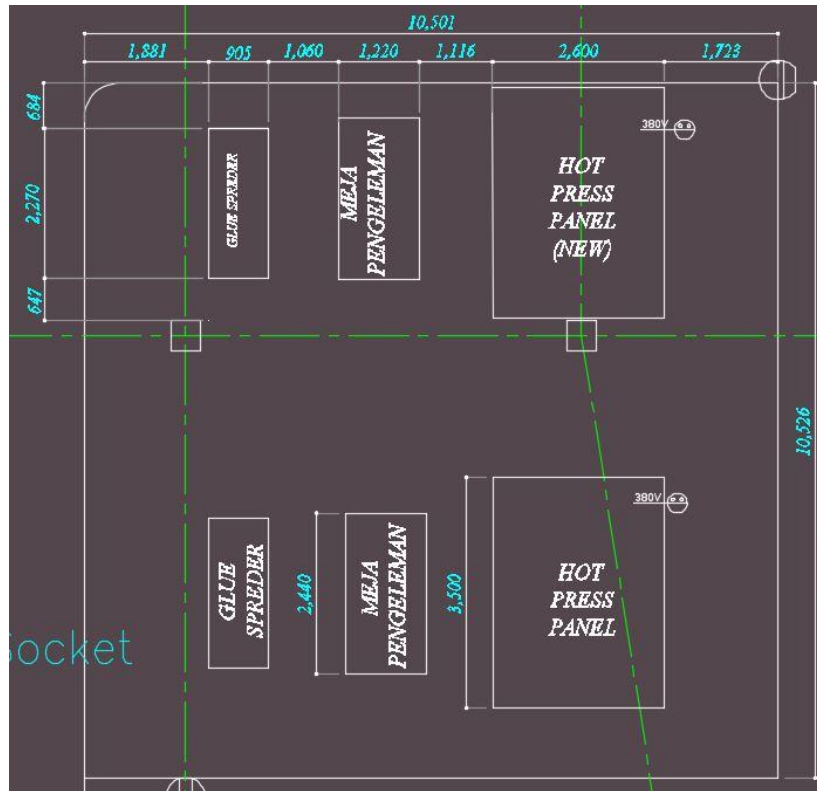 10,501
1,881 905 1,060 1,220 1,116 2,600 1,723
684
2,270
647
GLUE SPREDER
MEJA
PENGELEMAN
HOT
PRESS
PANEL
(NEW)
380V
10,526
GLUE
SPREDER
2,440
MEJA
PENGELEMAN
3,500
HOT
PRESS
PANEL
380V
Socket